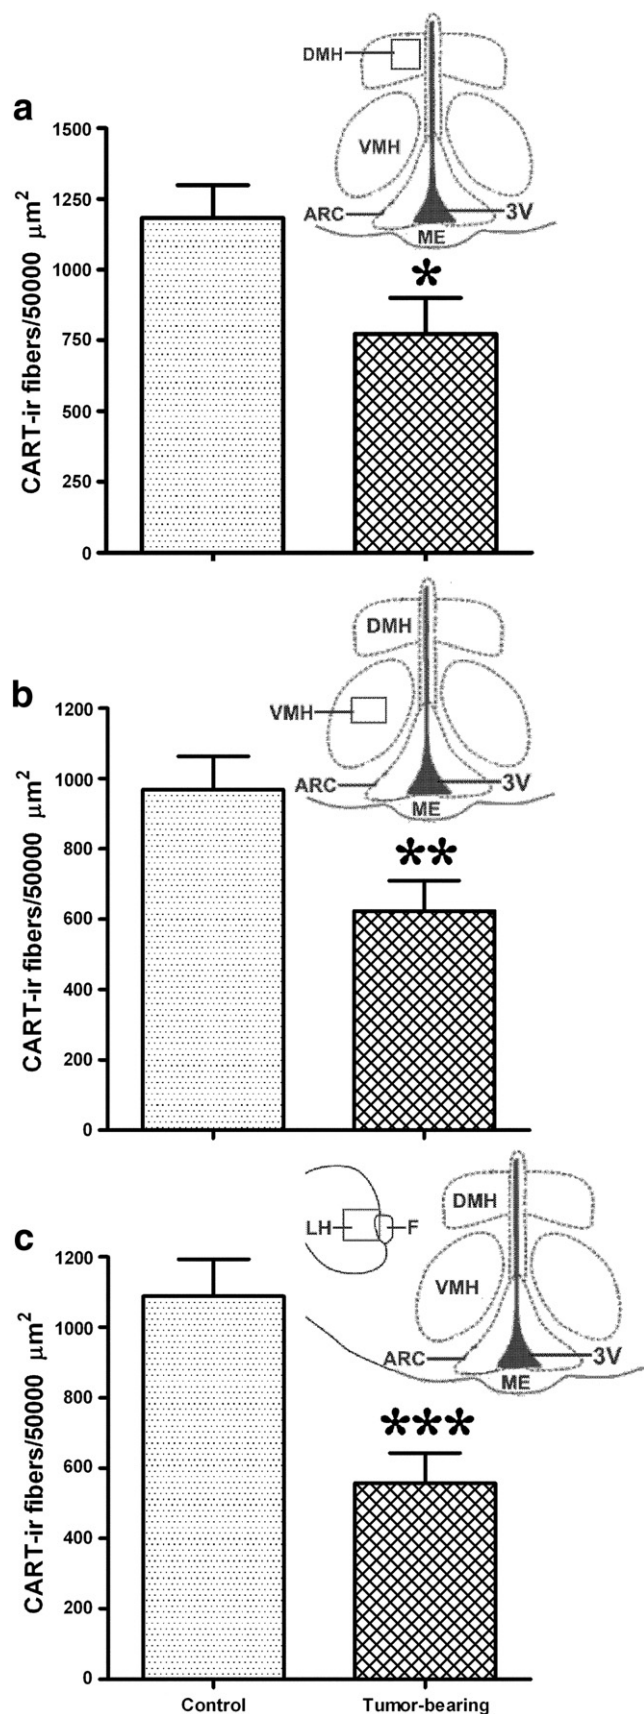 a
CART-ir fibers/50000 µm²
1500
1250
1000
750
500
250
0
DMH
VMH
ARC
3V
ME
*
b
CART-ir fibers/50000 µm²
1200
1000
800
600
400
200
0
DMH
VMH
ARC
3V
ME
**
c
CART-ir fibers/50000 µm²
1200
1000
800
600
400
200
0
LH
F
DMH
VMH
ARC
3V
ME
***
Control Tumor-bearing